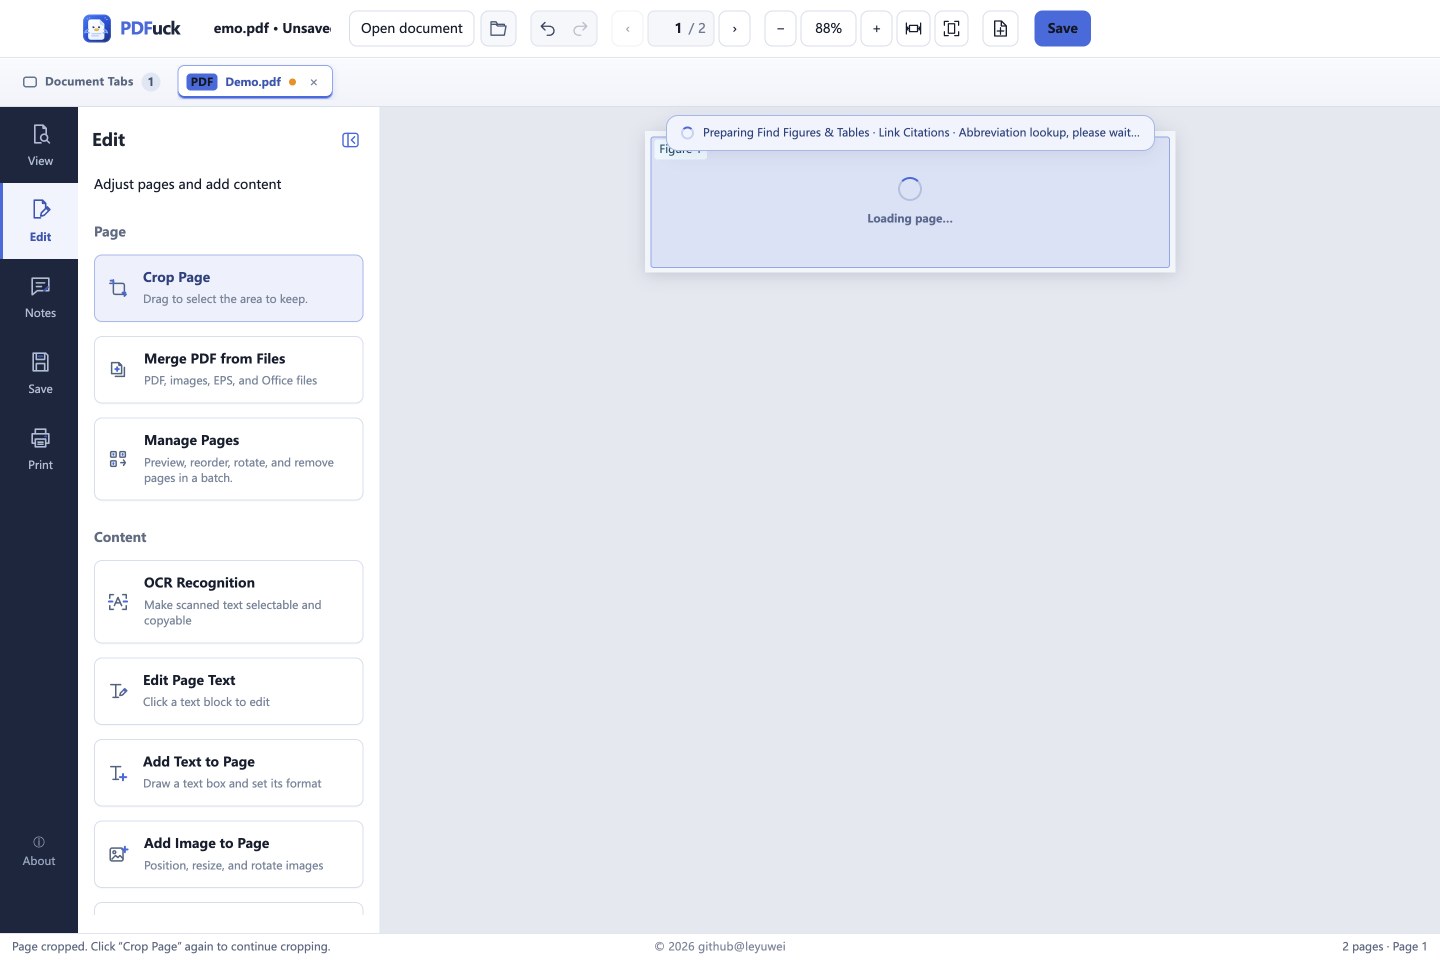 PDFuck
emo.pdf • Unsave
Open document
1 / 2
88%
Save
Document Tabs
1
PDF Demo.pdf
View
Edit
Notes
Save
Print
About
Edit
Adjust pages and add content
Page
Crop Page
Drag to select the area to keep.
Merge PDF from Files
PDF, images, EPS, and Office files
Manage Pages
Preview, reorder, rotate, and remove
pages in a batch.
Content
OCR Recognition
Make scanned text selectable and
copyable
Edit Page Text
Click a text block to edit
Add Text to Page
Draw a text box and set its format
Add Image to Page
Position, resize, and rotate images
Preparing Find Figures & Tables · Link Citations · Abbreviation lookup, please wait...
Figure
Loading page...
Page cropped. Click "Crop Page" again to continue cropping.
© 2026 github@leyuwei
2 pages · Page 1